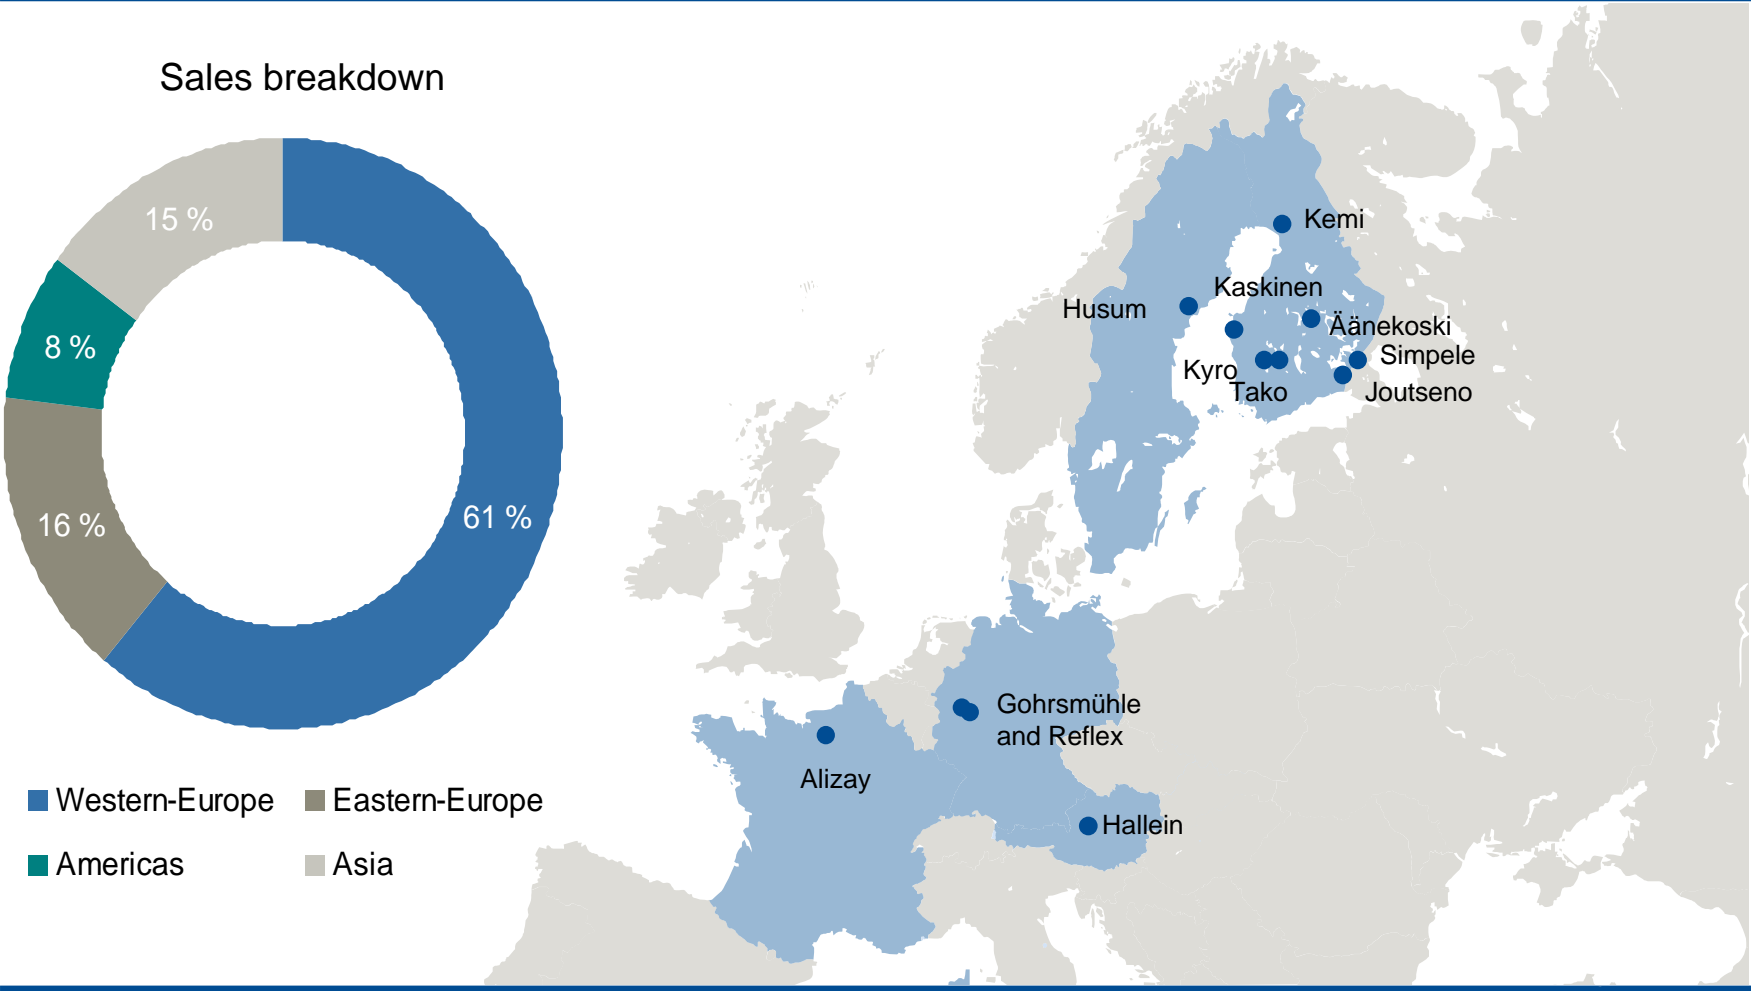 Sales breakdown
15 %
8 %
16 %
61 %
Western-Europe
Eastern-Europe
Americas
Asia
Kemi
Kaskinen
Husum
Äänekoski
Simpele
Kyro
Tako
Joutseno
Gohrsmühle
and Reflex
Alizay
Hallein